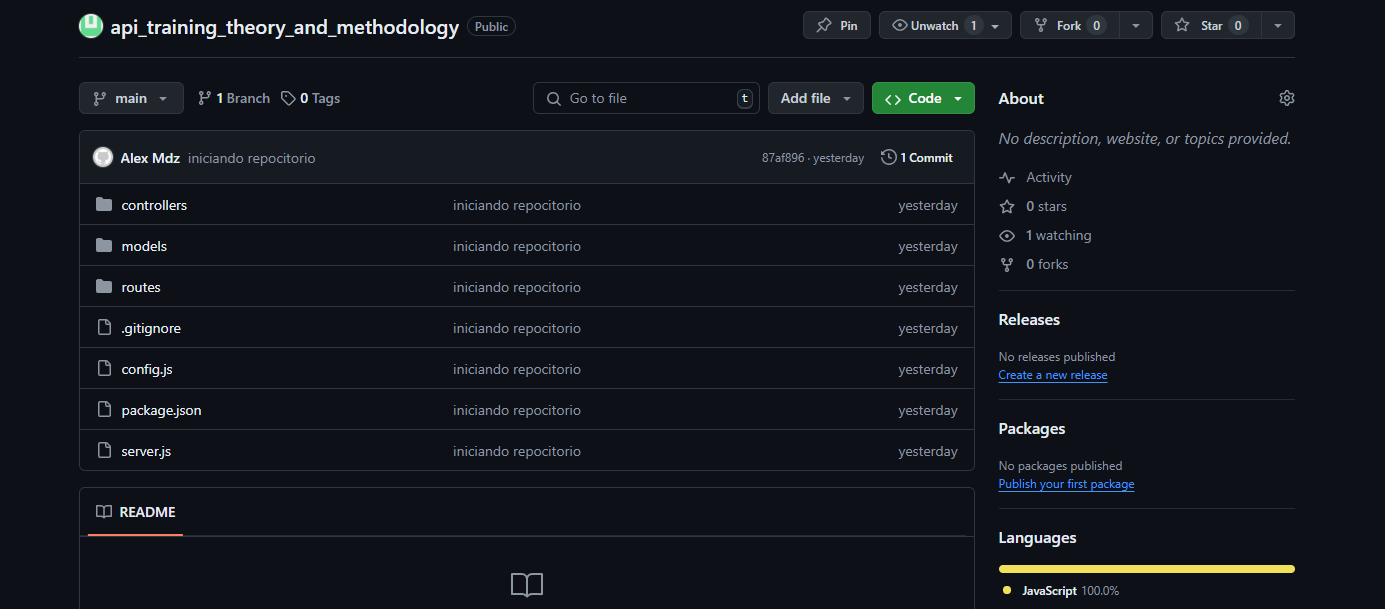 api_training_theory_and_methodology Public Pin Unwatch 1 Fork 0 Star 0
main 1 Branch 0 Tags Go to file t Add file Code
Alex Mdz iniciando repocitorio 87af896 · yesterday 1 Commit
controllers iniciando repocitorio yesterday
models iniciando repocitorio yesterday
routes iniciando repocitorio yesterday
.gitignore iniciando repocitorio yesterday
config.js iniciando repocitorio yesterday
package.json iniciando repocitorio yesterday
server.js iniciando repocitorio yesterday
README
About
No description, website, or topics provided.
Activity
0 stars
1 watching
0 forks
Releases
No releases published
Create a new release
Packages
No packages published
Publish your first package
Languages
JavaScript 100.0%